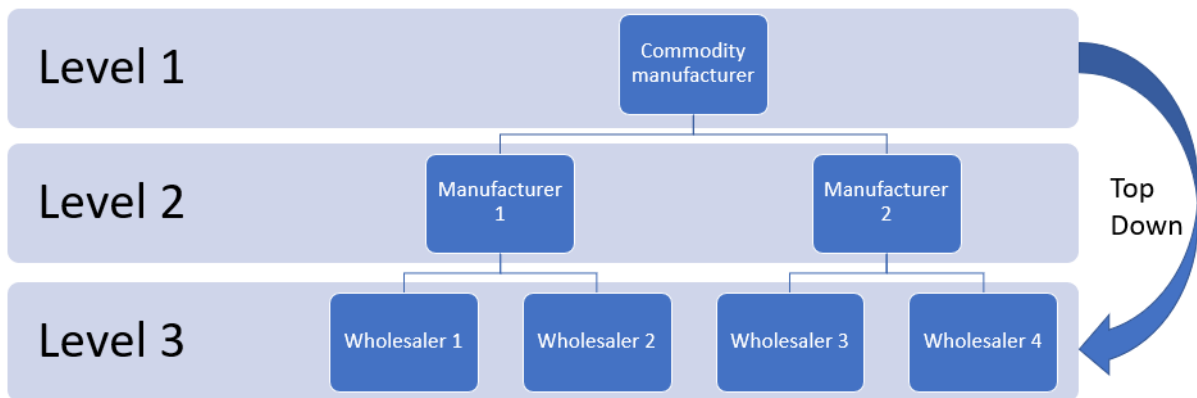 Level 1
Commodity
manufacturer
Level 2
Manufacturer
1
Manufacturer
2
Top
Down
Level 3
Wholesaler 1
Wholesaler 2
Wholesaler 3
Wholesaler 4